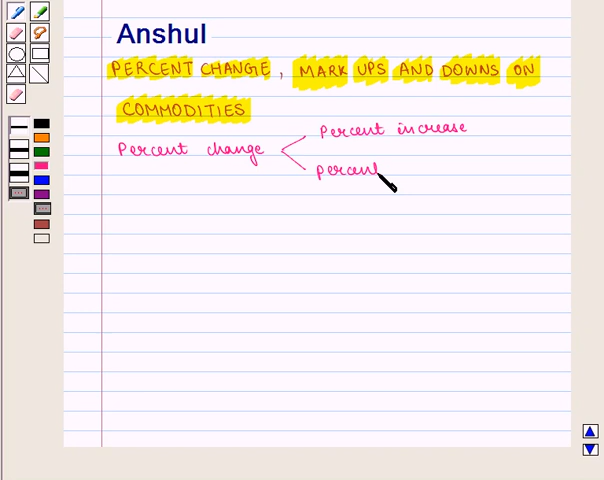 Anshul
PERCENT CHANGE, MARK UPS AND DOWNS ON
COMMODITIES
Percent increase
Percent change
percent